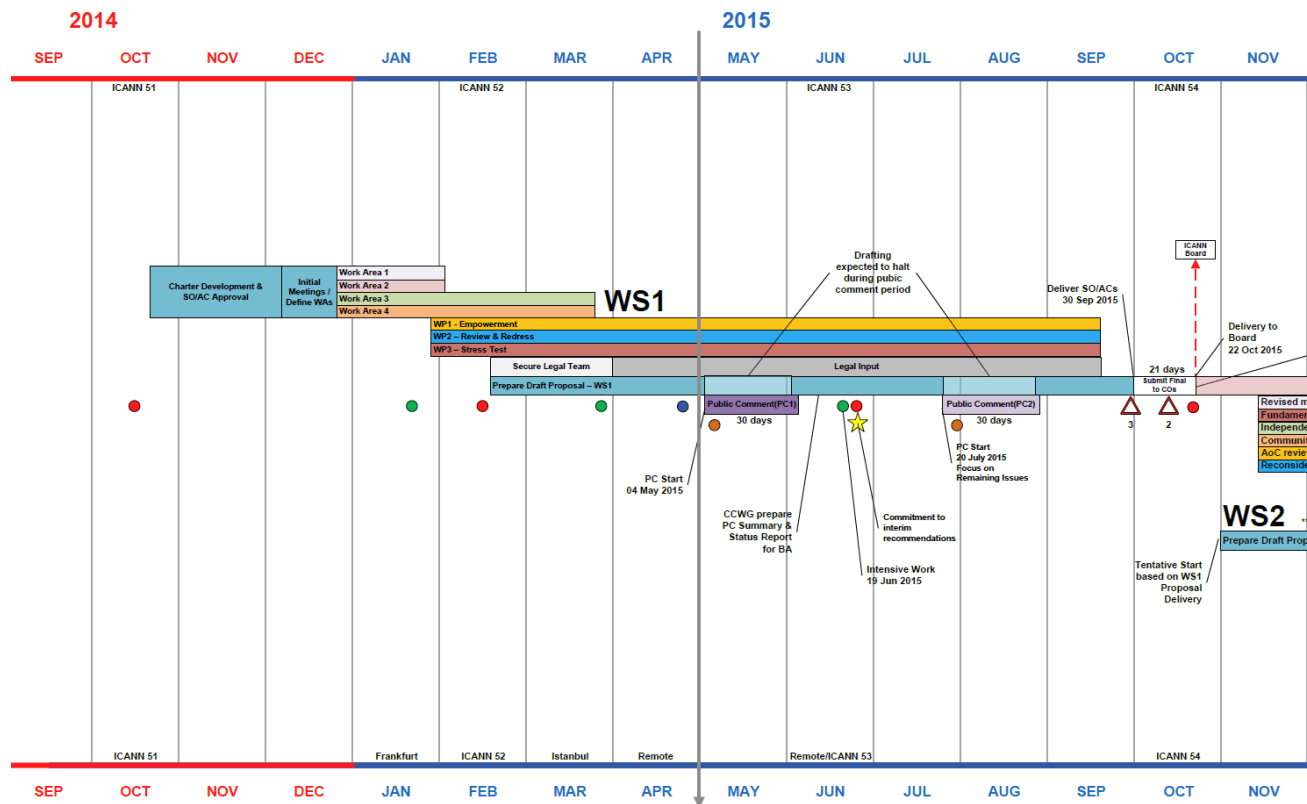 2014
2015
SEP OCT NOV DEC JAN FEB MAR APR MAY JUN JUL AUG SEP OCT NOV
ICANN 51 ICANN 52 ICANN 53 ICANN 54
ICANN
Board
Drafting
expected to halt
during pubic
comment period
Charter Development &
SO/AC Approval
Initial
Meetings /
Define WAs
Work Area 1
Work Area 2
Work Area 3
Work Area 4
WS1
Deliver SO/ACs
30 Sep 2015
Delivery to
Board
22 Oct 2015
WP1 - Empowerment
WP2 – Review & Redress
WP3 – Stress Test
Secure Legal Team
Legal Input
Prepare Draft Proposal – WS1
21 days
Submit Final
to COs
Public Comment(PC1)
30 days
Public Comment(PC2)
30 days
3
2
Revised m
Fundamen
Independe
Communit
AoC review
Reconside
PC Start
04 May 2015
PC Start
20 July 2015
Focus on
Remaining Issues
CCWG prepare
PC Summary &
Status Report
for BA
Commitment to
interim
recommendations
Intensive Work
19 Jun 2015
WS2
Prepare Draft Prop
Tentative Start
based on WS1
Proposal
Delivery
ICANN 51 Frankfurt ICANN 52 Istanbul Remote Remote/ICANN 53 ICANN 54
SEP OCT NOV DEC JAN FEB MAR APR MAY JUN JUL AUG SEP OCT NOV